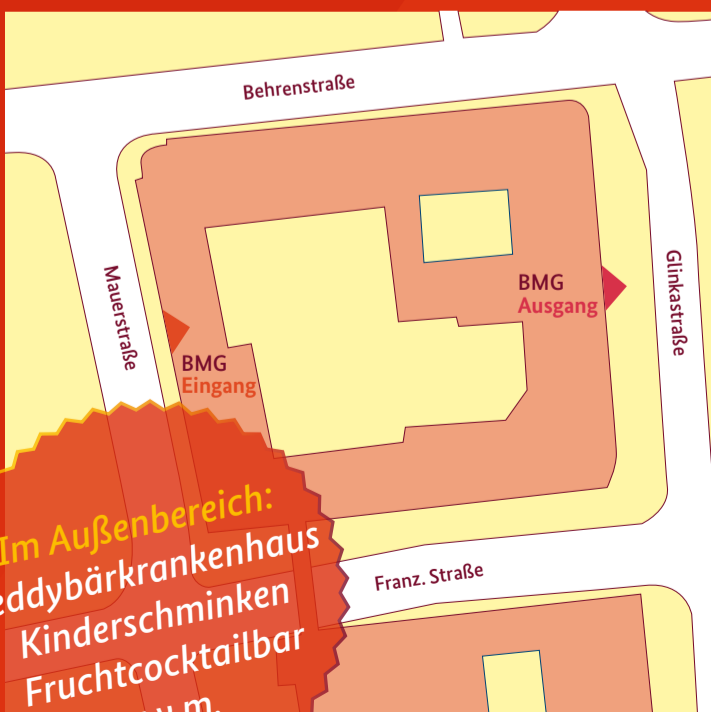 Behrenstraße
Mauerstraße
Glinkastraße
BMG
Ausgang
BMG
Eingang
Franz. Straße
Im Außenbereich:
eddybärkrankenhaus
Kinderschminken
Fruchtcocktailbar